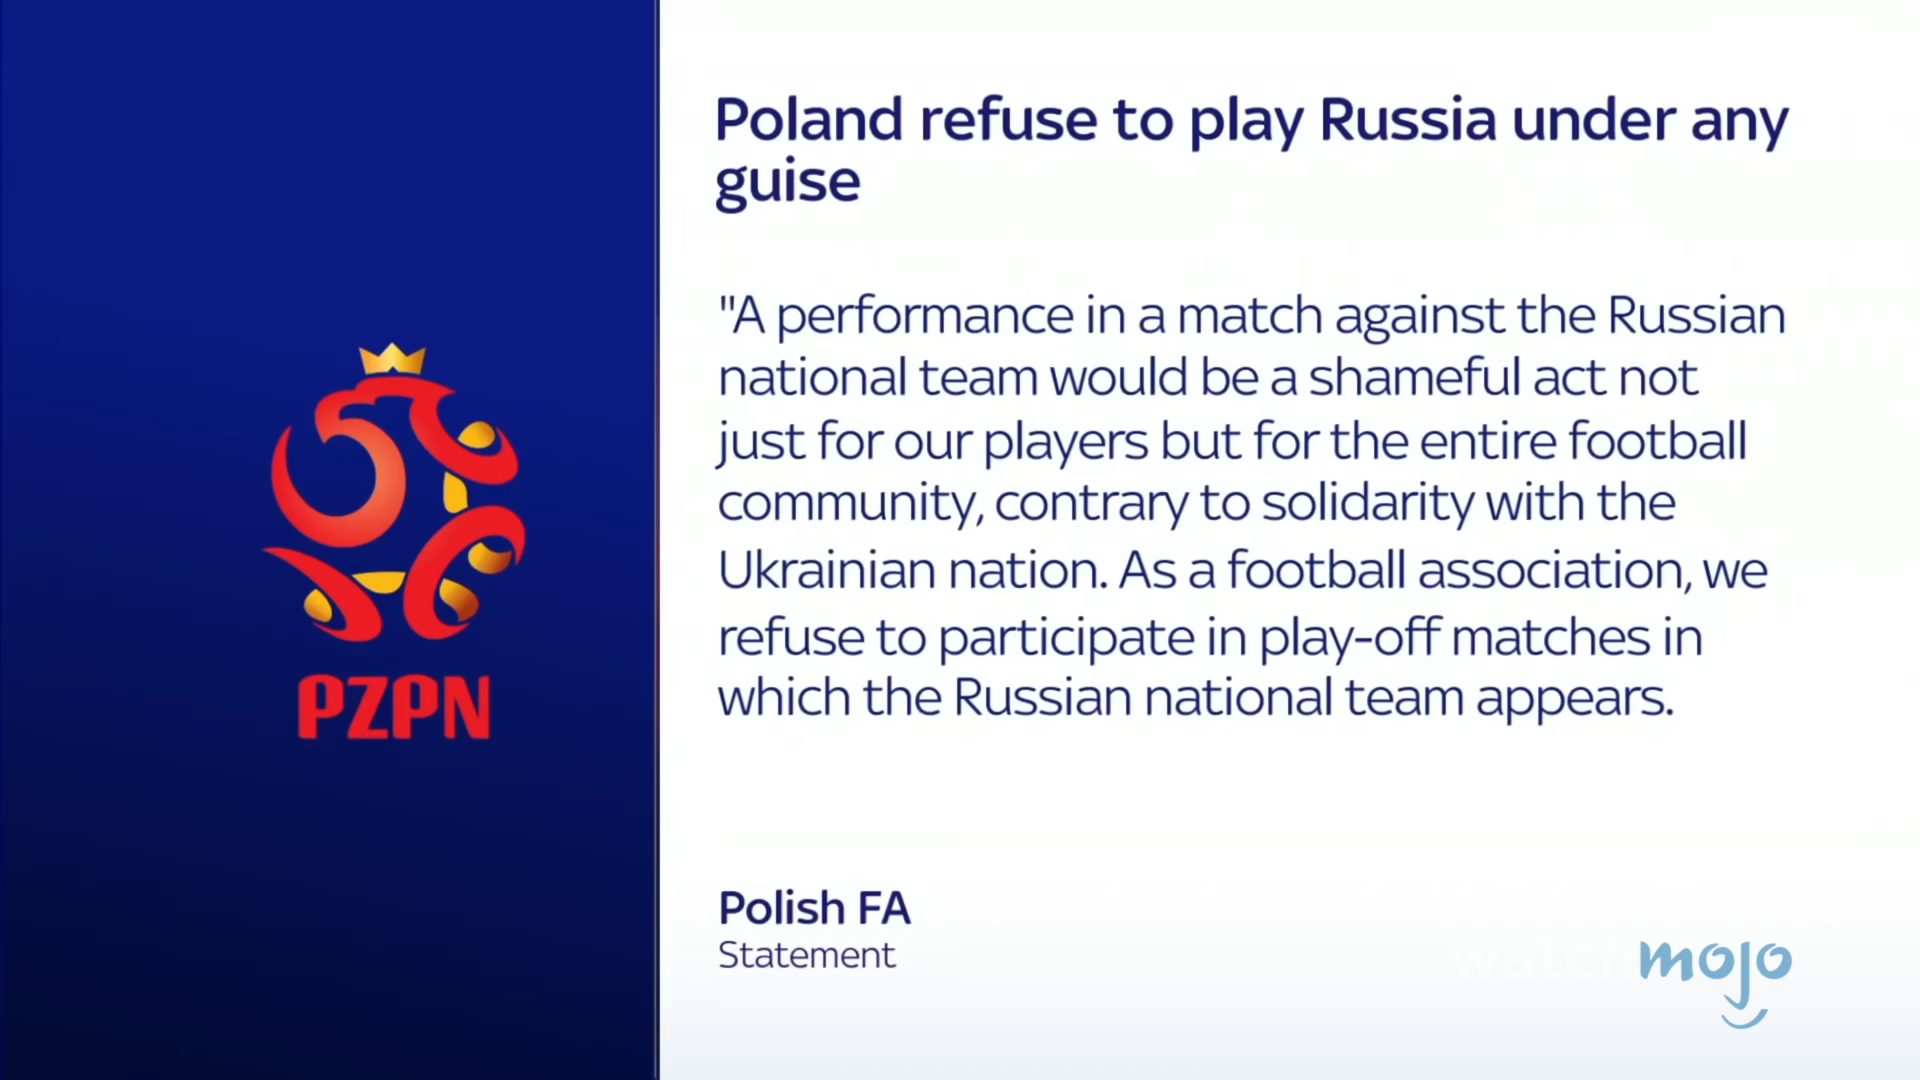 Poland refuse to play Russia under any
guise
"A performance in a match against the Russian
national team would be a shameful act not
just for our players but for the entire football
community, contrary to solidarity with the
Ukrainian nation. As a football association, we
refuse to participate in play-off matches in
which the Russian national team appears.
PZPN
Polish FA
Statement
watchmojo